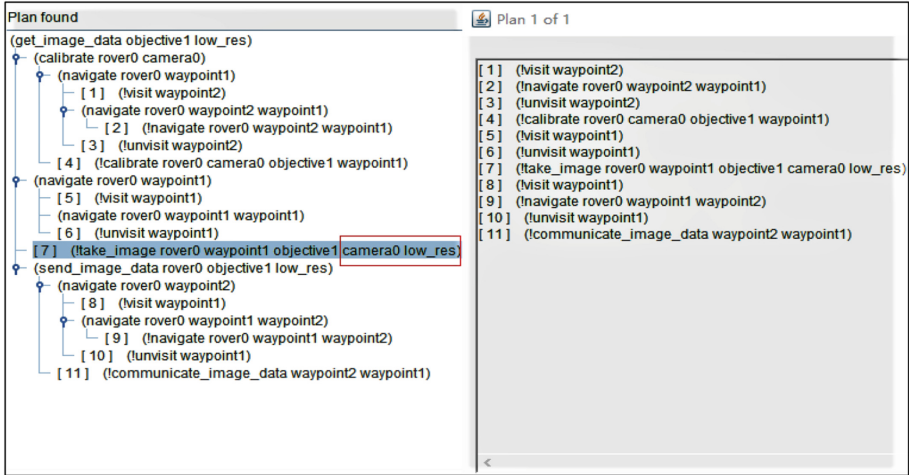 Plan found
(get_image_data objective1 low_res)
(calibrate rover0 camera0)
(navigate rover0 waypoint1)
[ 1 ] (!visit waypoint2)
(navigate rover0 waypoint2 waypoint1)
[ 2 ] (!navigate rover0 waypoint2 waypoint1)
[ 3 ] (!unvisit waypoint2)
[ 4 ] (!calibrate rover0 camera0 objective1 waypoint1)
(navigate rover0 waypoint1)
[ 5 ] (!visit waypoint1)
(navigate rover0 waypoint1 waypoint1)
[ 6 ] (!unvisit waypoint1)
[ 7 ] (!take_image rover0 waypoint1 objective1 camera0 low_res)
(send_image_data rover0 objective1 low_res)
(navigate rover0 waypoint2)
[ 8 ] (!visit waypoint1)
(navigate rover0 waypoint1 waypoint2)
[ 9 ] (!navigate rover0 waypoint1 waypoint2)
[ 10 ] (!unvisit waypoint1)
[ 11 ] (!communicate_image_data waypoint2 waypoint1)
Plan 1 of 1
[ 1 ] (!visit waypoint2)
[ 2 ] (!navigate rover0 waypoint2 waypoint1)
[ 3 ] (!unvisit waypoint2)
[ 4 ] (!calibrate rover0 camera0 objective1 waypoint1)
[ 5 ] (!visit waypoint1)
[ 6 ] (!unvisit waypoint1)
[ 7 ] (!take_image rover0 waypoint1 objective1 camera0 low_res)
[ 8 ] (!visit waypoint1)
[ 9 ] (!navigate rover0 waypoint1 waypoint2)
[ 10 ] (!unvisit waypoint1)
[ 11 ] (!communicate_image_data waypoint2 waypoint1)